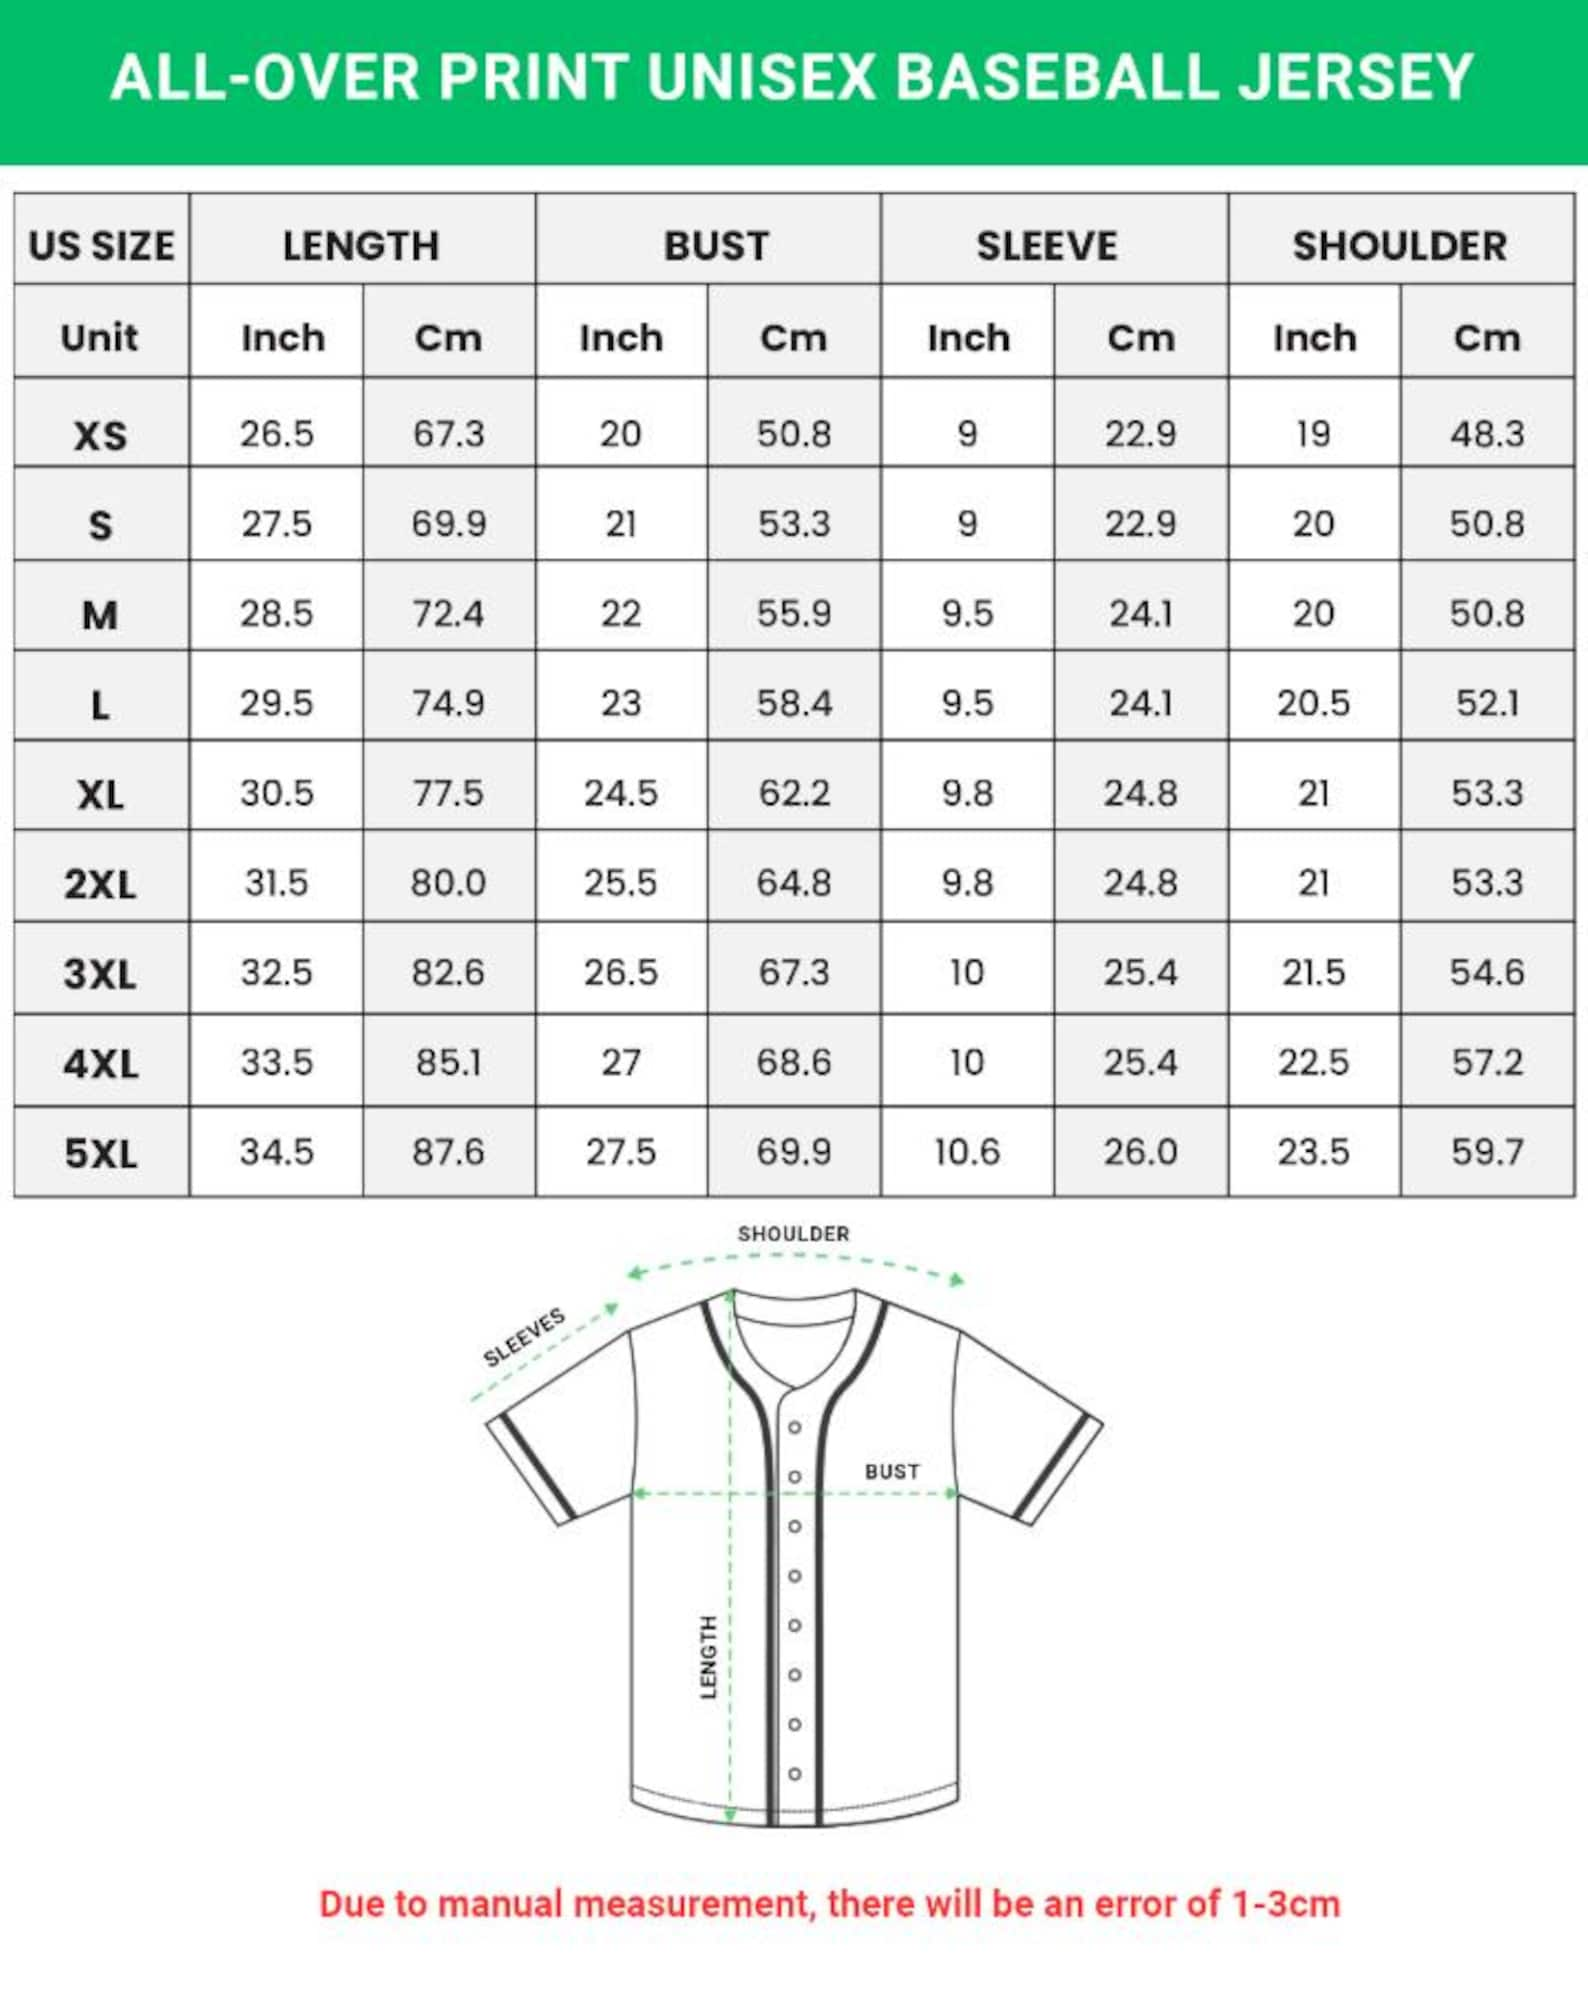 ALL-OVER PRINT UNISEX BASEBALL JERSEY
US SIZE LENGTH BUST SLEEVE SHOULDER
Unit Inch Cm Inch Cm Inch Cm Inch Cm
XS 26.5 67.3 20 50.8 9 22.9 19 48.3
S 27.5 69.9 21 53.3 9 22.9 20 50.8
M 28.5 72.4 22 55.9 9.5 24.1 20 50.8
L 29.5 74.9 23 58.4 9.5 24.1 20.5 52.1
XL 30.5 77.5 24.5 62.2 9.8 24.8 21 53.3
2XL 31.5 80.0 25.5 64.8 9.8 24.8 21 53.3
3XL 32.5 82.6 26.5 67.3 10 25.4 21.5 54.6
4XL 33.5 85.1 27 68.6 10 25.4 22.5 57.2
5XL 34.5 87.6 27.5 69.9 10.6 26.0 23.5 59.7
SHOULDER
SLEEVES
BUST
LENGTH
Due to manual measurement, there will be an error of 1-3cm